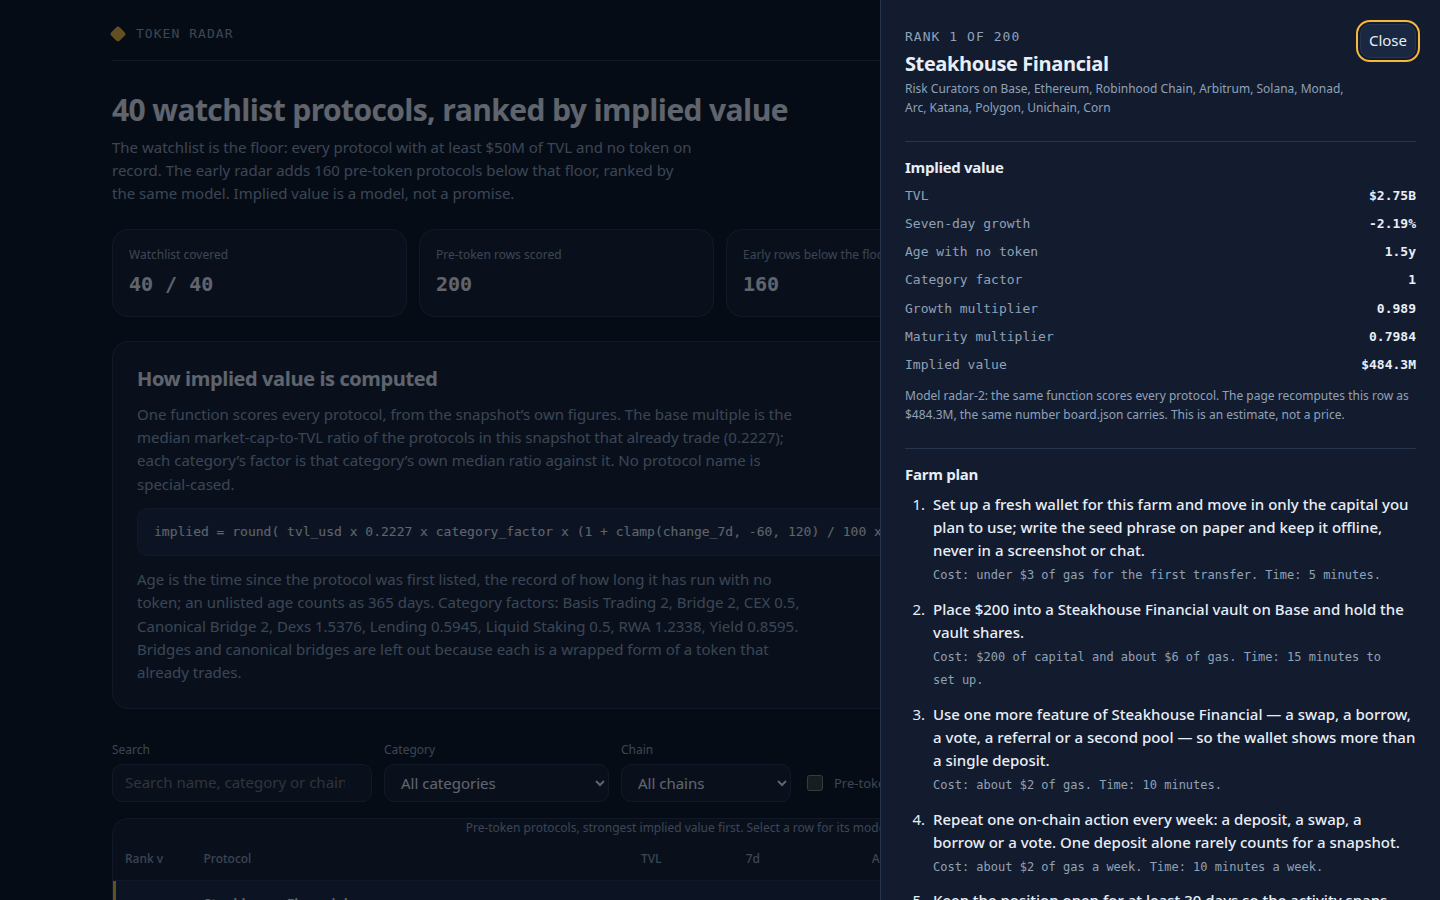 TOKEN RADAR
40 watchlist protocols, ranked by implied value
The watchlist is the floor: every protocol with at least $50M of TVL and no token on
record. The early radar adds 160 pre-token protocols below that floor, ranked by
the same model. Implied value is a model, not a promise.
Watchlist covered
40 / 40
Pre-token rows scored
200
Early rows below the floo
160
How implied value is computed
One function scores every protocol, from the snapshot's own figures. The base multiple is the
median market-cap-to-TVL ratio of the protocols in this snapshot that already trade (0.2227);
each category's factor is that category's own median ratio against it. No protocol name is
special-cased.
implied = round( tvl_usd x 0.2227 x category_factor x (1 + clamp(change_7d, -60, 120) / 100 x
Age is the time since the protocol was first listed, the record of how long it has run with no
token; an unlisted age counts as 365 days. Category factors: Basis Trading 2, Bridge 2, CEX 0.5,
Canonical Bridge 2, Dexs 1.5376, Lending 0.5945, Liquid Staking 0.5, RWA 1.2338, Yield 0.8595.
Bridges and canonical bridges are left out because each is a wrapped form of a token that
already trades.
Search
Category
Chain
Search name, category or chain
All categories
All chains
Pre-toke
Pre-token protocols, strongest implied value first. Select a row for its mode
Rank v
Protocol
TVL
7d
A
RANK 1 OF 200
Close
Steakhouse Financial
Risk Curators on Base, Ethereum, Robinhood Chain, Arbitrum, Solana, Monad,
Arc, Katana, Polygon, Unichain, Corn
Implied value
TVL $2.75B
Seven-day growth -2.19%
Age with no token 1.5y
Category factor 1
Growth multiplier 0.989
Maturity multiplier 0.7984
Implied value $484.3M
Model radar-2: the same function scores every protocol. The page recomputes this row as
$484.3M, the same number board.json carries. This is an estimate, not a price.
Farm plan
1. Set up a fresh wallet for this farm and move in only the capital you
plan to use; write the seed phrase on paper and keep it offline,
never in a screenshot or chat.
Cost: under $3 of gas for the first transfer. Time: 5 minutes.
2. Place $200 into a Steakhouse Financial vault on Base and hold the
vault shares.
Cost: $200 of capital and about $6 of gas. Time: 15 minutes to
set up.
3. Use one more feature of Steakhouse Financial — a swap, a borrow,
a vote, a referral or a second pool — so the wallet shows more than
a single deposit.
Cost: about $2 of gas. Time: 10 minutes.
4. Repeat one on-chain action every week: a deposit, a swap, a
borrow or a vote. One deposit alone rarely counts for a snapshot.
Cost: about $2 of gas a week. Time: 10 minutes a week.
5. Keep the position open for at least 30 days so the activity spans